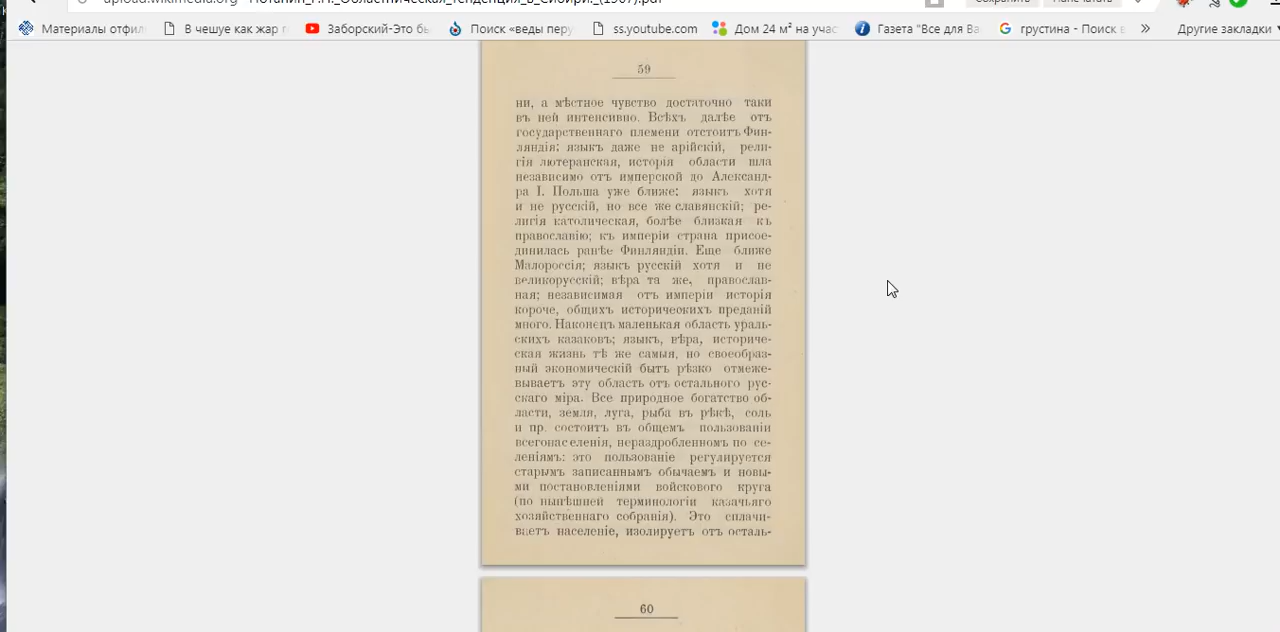 upload.wikimedia.org
Потанин_Г.Н._Областническая_тенденция_в_Сибири._(1907).pdf
Материалы отфил
В чешуе как жар г
Заборский-Это бь
Поиск «веды перу
ss.youtube.com
Дом 24 м² на учас
Газета "Все для Ва
грустина - Поиск в
»
Другие закладки
59
ни, а мѣстное чувство достаточно таки
въ ней интенсивно. Всѣхъ далѣе отъ
государственнаго племени отстоитъ Фин-
ляндія: языкъ даже не арійскій, рели-
гія лютеранская, исторія области шла
независимо отъ имперской до Александ-
ра I. Польша уже ближе: языкъ хотя
и не русскій, но все же славянскій; ре-
лигія католическая, болѣе близкая къ
православію; къ имперіи страна присое-
динилась ранѣе Финляндіи. Еще ближе
Малороссія; языкъ русскій хотя и не
великорусскій; вѣра та же, православ-
ная; независимая отъ имперіи исторія
короче, общихъ историческихъ преданій
много. Наконецъ маленькая область ураль-
скихъ казаковъ; языкъ, вѣра, историче-
ская жизнь тѣ же самыя, но своеобраз-
ный экономическій бытъ рѣзко отмеже-
вываетъ эту область отъ остального рус-
скаго міра. Все природное богатство об-
ласти, земля, луга, рыба въ рѣкѣ, соль
и пр. состоитъ въ общемъ пользованіи
всегонаселенія, нераздробленномъ по се-
леніямъ: это пользованіе регулируется
старымъ записаннымъ обычаемъ и новы-
ми постановленіями войскового круга
(по нынѣшней терминологіи казачьяго
хозяйственнаго собранія). Это сплачи-
ваетъ населеніе, изолируетъ отъ осталь-
60